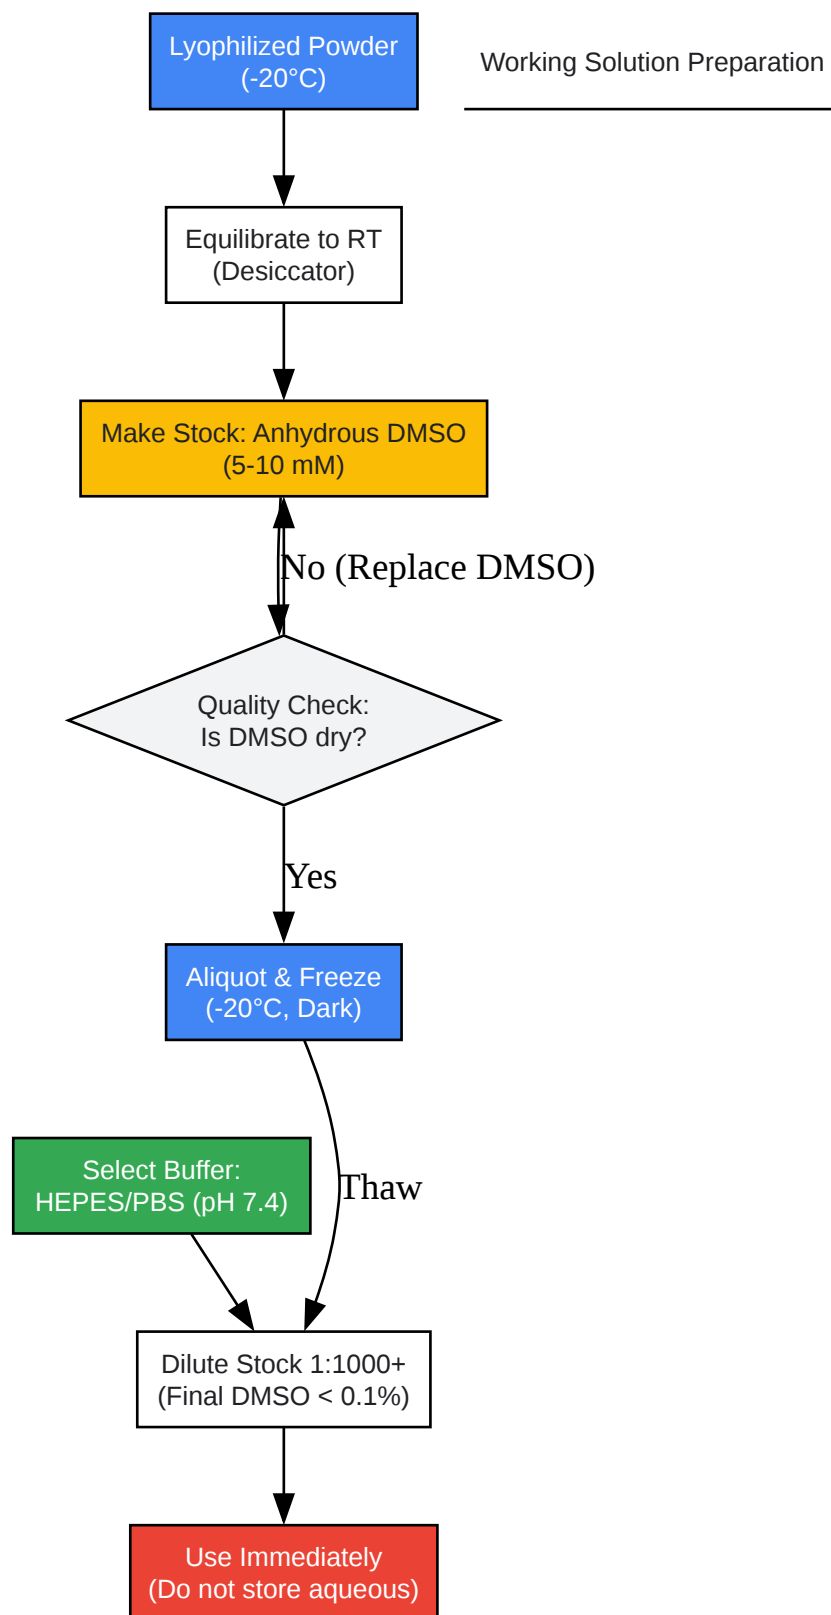 Lyophilized Powder
(-20°C)
Working Solution Preparation
Equilibrate to RT
(Desiccator)
Make Stock: Anhydrous DMSO
(5-10 mM)
No (Replace DMSO)
Quality Check:
Is DMSO dry?
Yes
Aliquot & Freeze
(-20°C, Dark)
Select Buffer:
HEPES/PBS (pH 7.4)
Thaw
Dilute Stock 1:1000+
(Final DMSO < 0.1%)
Use Immediately
(Do not store aqueous)